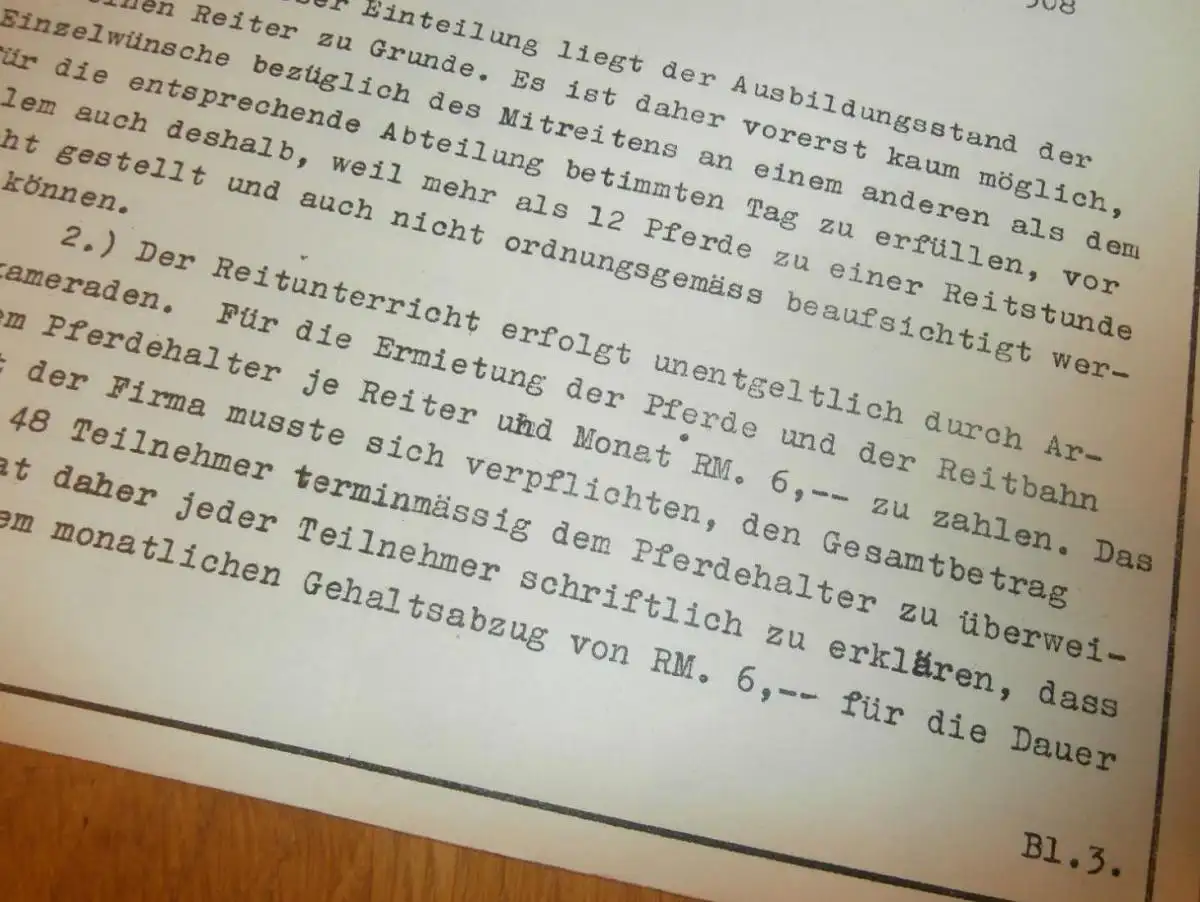 508
Einteilung liegt der Ausbildungsstand der
Reiter zu Grunde. Es ist daher vorerst kaum möglich,
Einzelwünsche bezüglich des Mitreitens an einem anderen als dem
für die entsprechende Abteilung betimmten Tag zu erfüllen, vor
lem auch deshalb, weil mehr als 12 Pferde zu einer Reitstunde
ht gestellt und auch nicht ordnungsgemäss beaufsichtigt wer-
können.
2.) Der Reitunterricht erfolgt unentgeltlich durch Ar-
kameraden. Für die Ermietung der Pferde und der Reitbahn
em Pferdehalter je Reiter und Monat RM. 6,-- zu zahlen. Das
t der Firma musste sich verpflichten, den Gesamtbetrag
48 Teilnehmer terminmässig dem Pferdehalter zu überwei-
at daher jeder Teilnehmer schriftlich zu erklären, dass
em monatlichen Gehaltsabzug von RM. 6,-- für die Dauer
Bl.3.